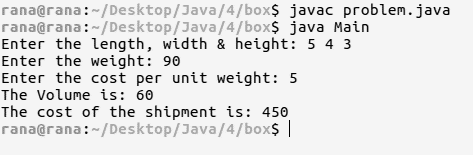 rana@rana:~/Desktop/Java/4/box$ javac problem.java
rana@rana:~/Desktop/Java/4/box$ java Main
Enter the length, width & height: 5 4 3
Enter the weight: 90
Enter the cost per unit weight: 5
The Volume is: 60
The cost of the shipment is: 450
rana@rana:~/Desktop/Java/4/box$